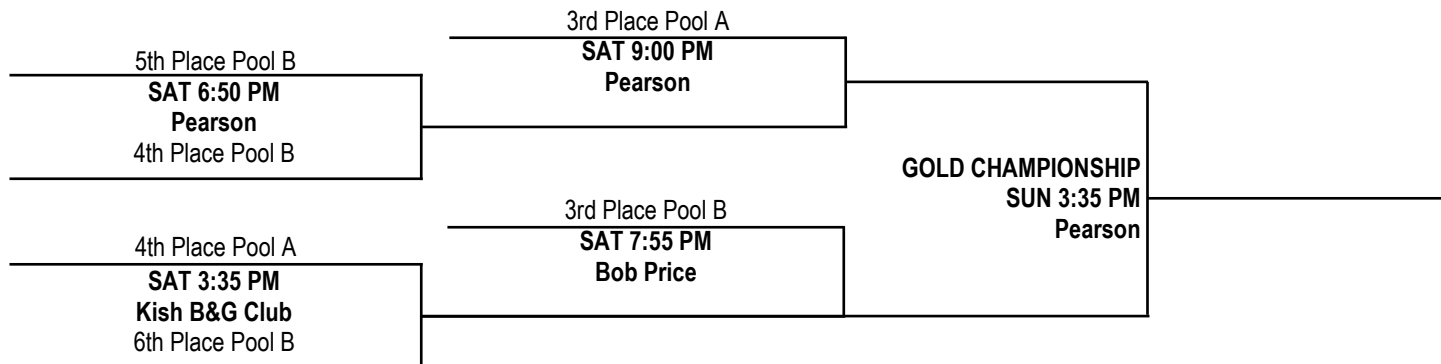 3rd Place Pool A
SAT 9:00 PM
Pearson
5th Place Pool B
SAT 6:50 PM
Pearson
4th Place Pool B
GOLD CHAMPIONSHIP
SUN 3:35 PM
Pearson
3rd Place Pool B
SAT 7:55 PM
Bob Price
4th Place Pool A
SAT 3:35 PM
Kish B&G Club
6th Place Pool B